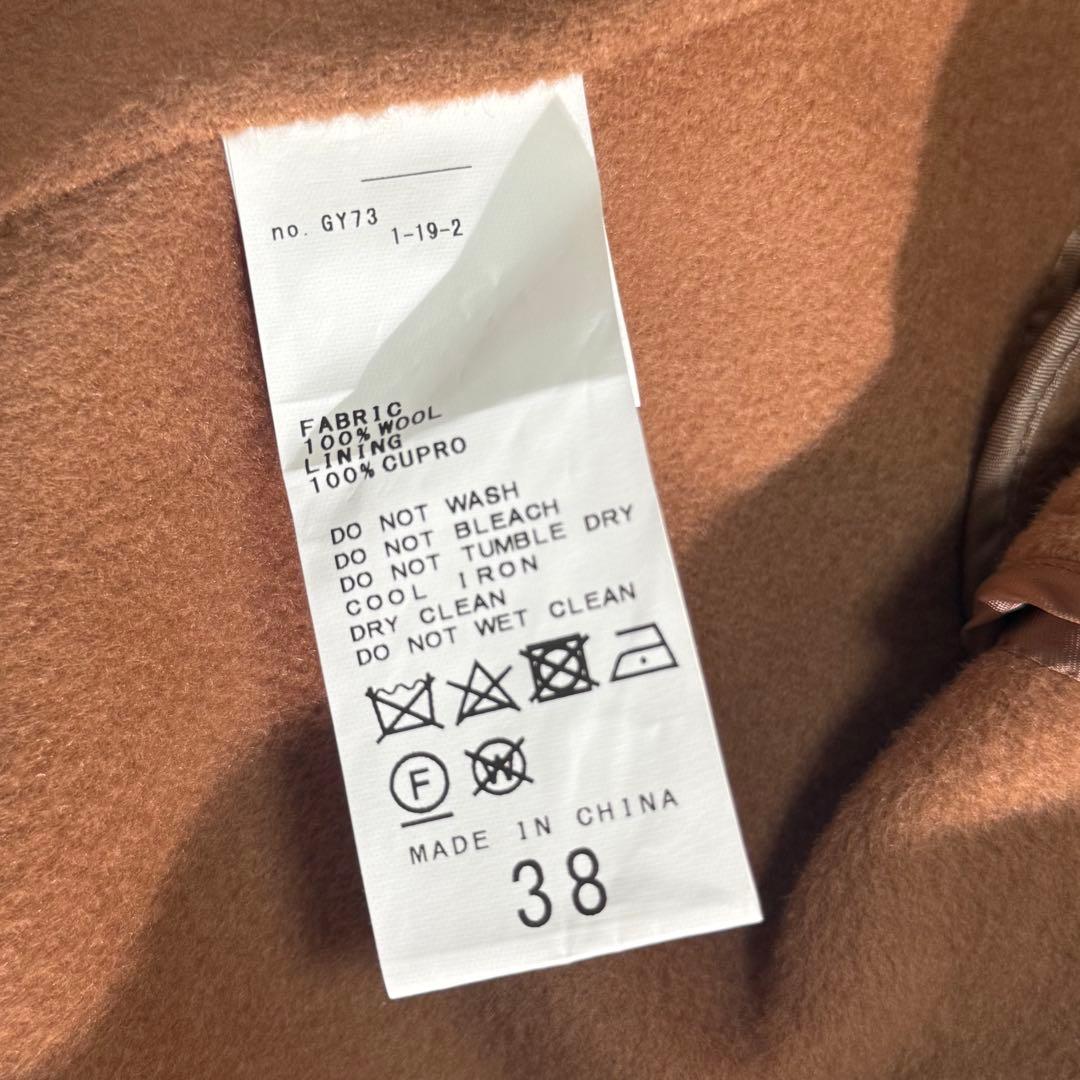 no. GY73
1-19-2
FABRIC
100% WOOL
LINING
100% CUPRO
DO NOT WASH
DO NOT BLEACH
DO NOT TUMBLE DRY
COOL IRON
DRY CLEAN
DO NOT WET CLEAN
F W
MADE IN CHINA
38